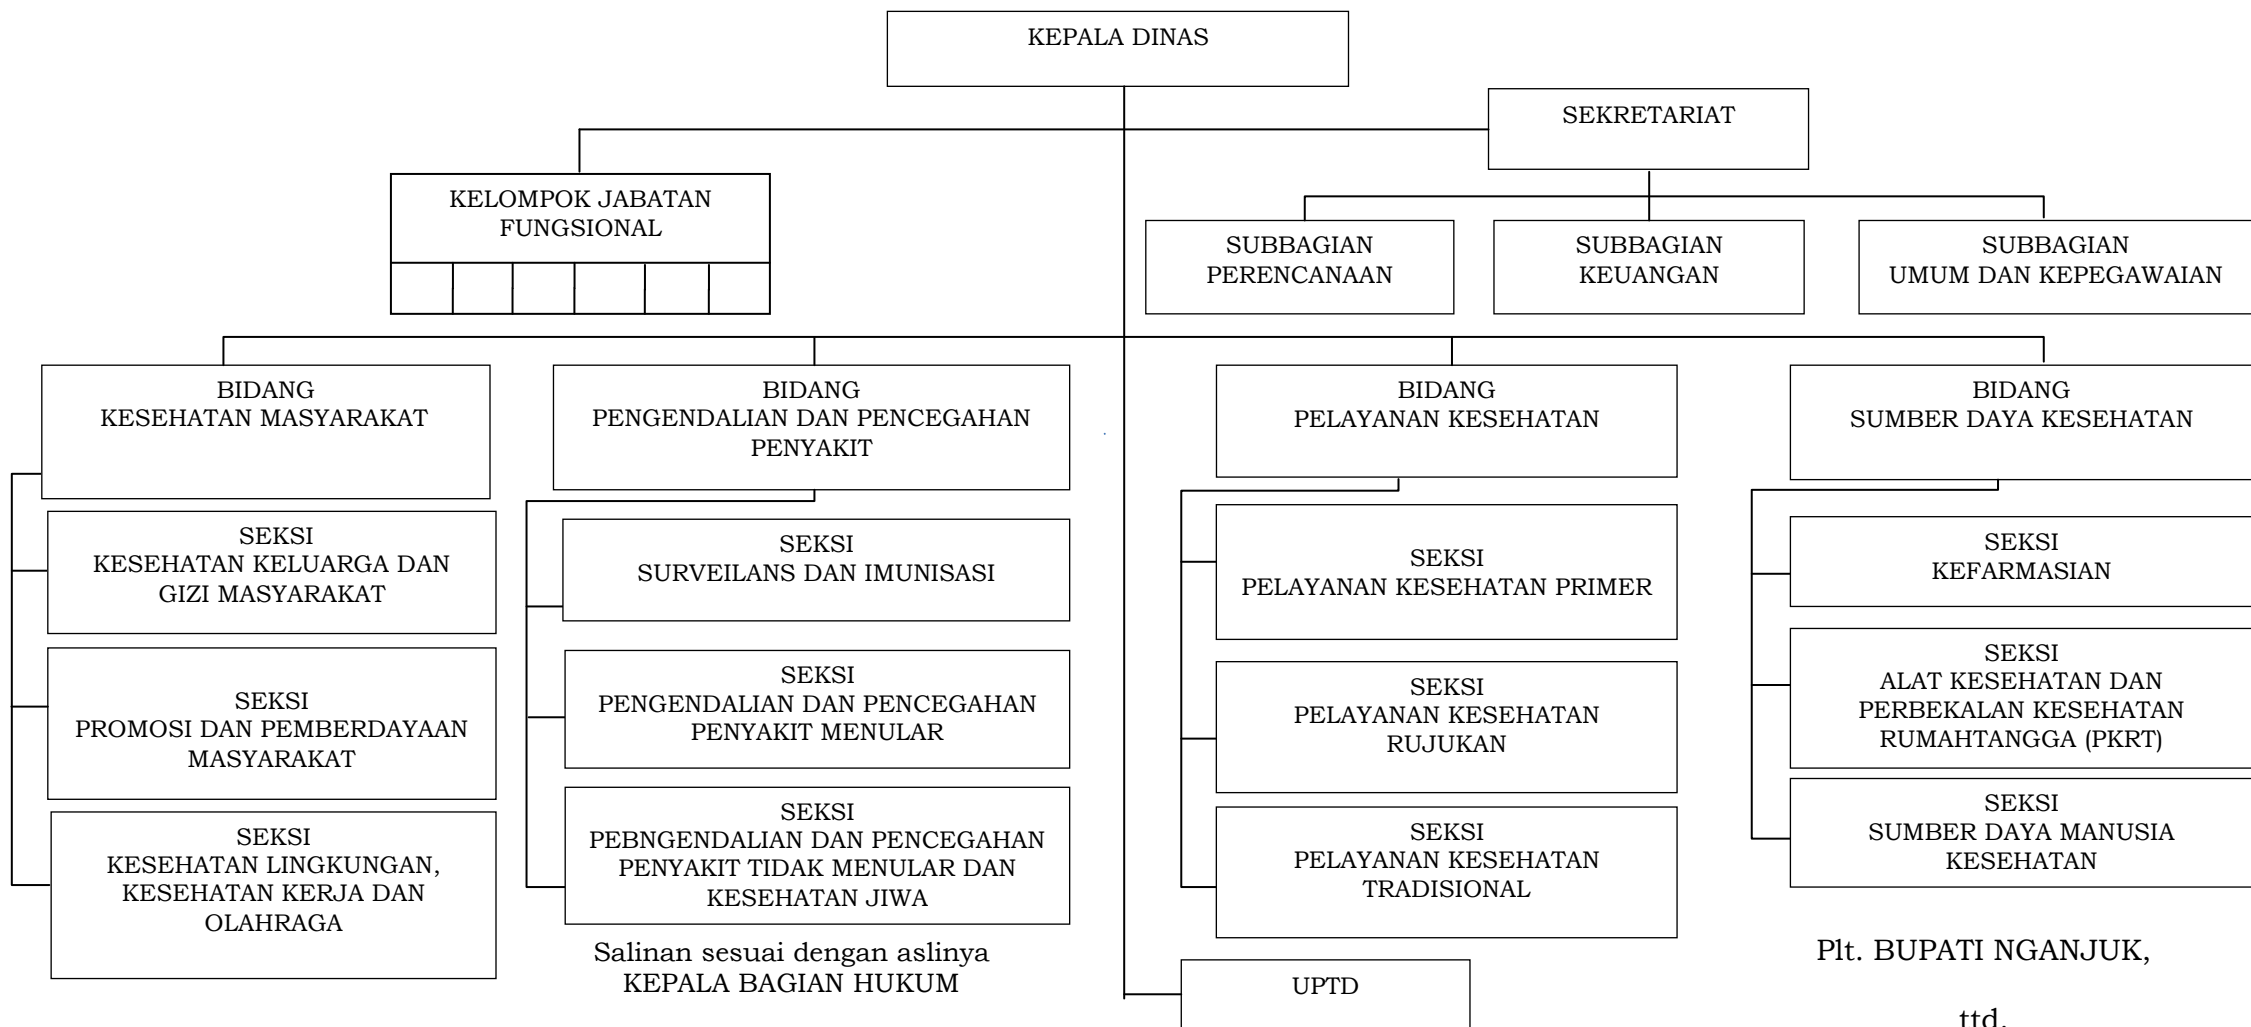 KEPALA DINAS
SEKRETARIAT
KELOMPOK JABATAN
FUNGSIONAL
SUBBAGIAN
PERENCANAAN
SUBBAGIAN
KEUANGAN
SUBBAGIAN
UMUM DAN KEPEGAWAIAN
BIDANG
KESEHATAN MASYARAKAT
SEKSI
KESEHATAN KELUARGA DAN
GIZI MASYARAKAT
SEKSI
PROMOSI DAN PEMBERDAYAAN
MASYARAKAT
SEKSI
KESEHATAN LINGKUNGAN,
KESEHATAN KERJA DAN
OLAHRAGA
BIDANG
PENGENDALIAN DAN PENCEGAHAN
PENYAKIT
SEKSI
SURVEILANS DAN IMUNISASI
SEKSI
PENGENDALIAN DAN PENCEGAHAN
PENYAKIT MENULAR
SEKSI
PEBNGENDALIAN DAN PENCEGAHAN
PENYAKIT TIDAK MENULAR DAN
KESEHATAN JIWA
BIDANG
PELAYANAN KESEHATAN
SEKSI
PELAYANAN KESEHATAN PRIMER
SEKSI
PELAYANAN KESEHATAN
RUJUKAN
SEKSI
PELAYANAN KESEHATAN
TRADISIONAL
BIDANG
SUMBER DAYA KESEHATAN
SEKSI
KEFARMASIAN
SEKSI
ALAT KESEHATAN DAN
PERBEKALAN KESEHATAN
RUMAHTANGGA (PKRT)
SEKSI
SUMBER DAYA MANUSIA
KESEHATAN
Salinan sesuai dengan aslinya
KEPALA BAGIAN HUKUM
UPTD
Plt. BUPATI NGANJUK,
ttd.